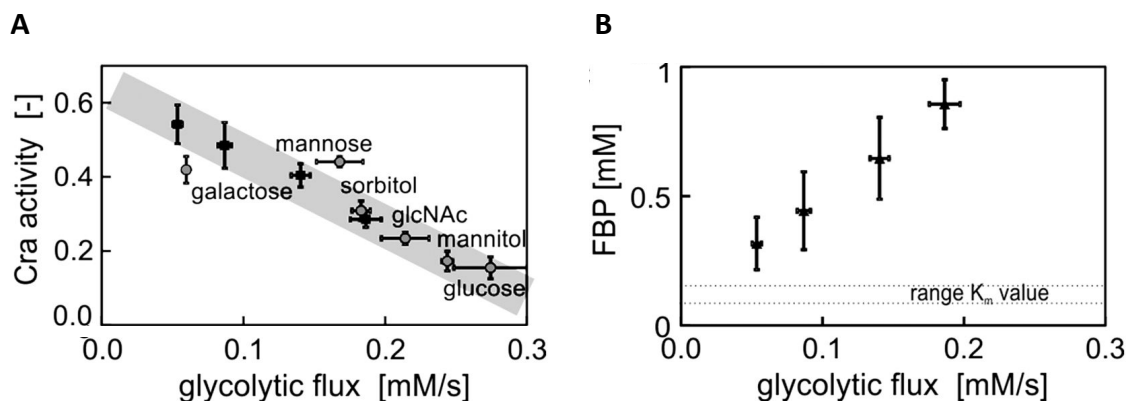 A
Cra activity [-]
0.6
0.4
0.2
0.0
mannose
galactose
sorbitol
glcNAc
mannitol
glucose
0.0 0.1 0.2 0.3
glycolytic flux [mM/s]
B
FBP [mM]
1
0.5
0
range Km value
0.0 0.1 0.2 0.3
glycolytic flux [mM/s]